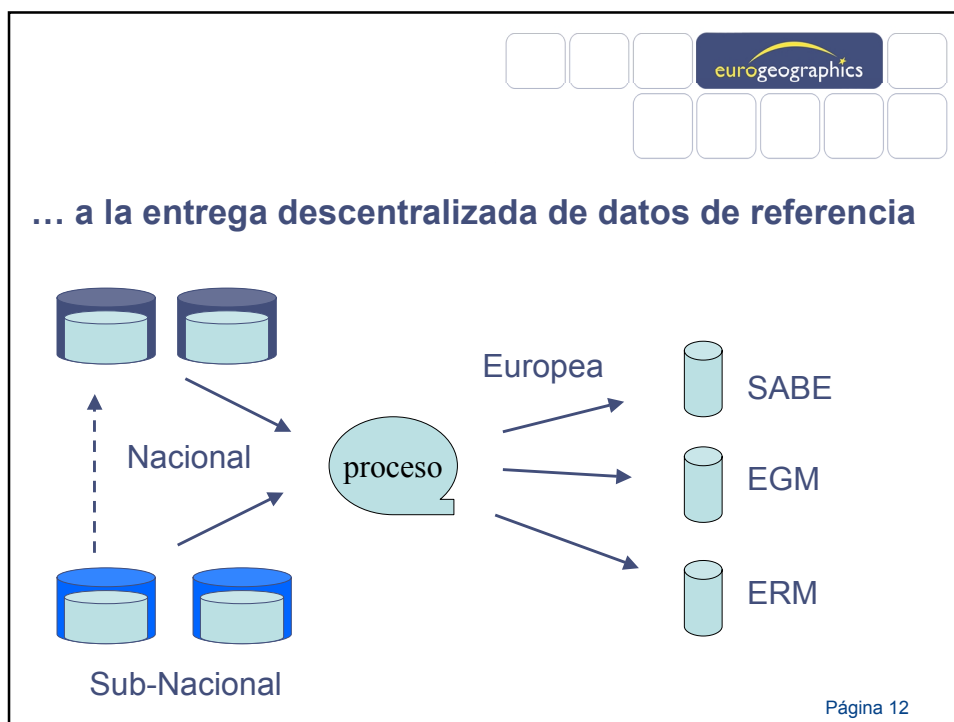 eurogeographics
… a la entrega descentralizada de datos de referencia
Europea
SABE
Nacional
proceso
EGM
ERM
Sub-Nacional
Página 12